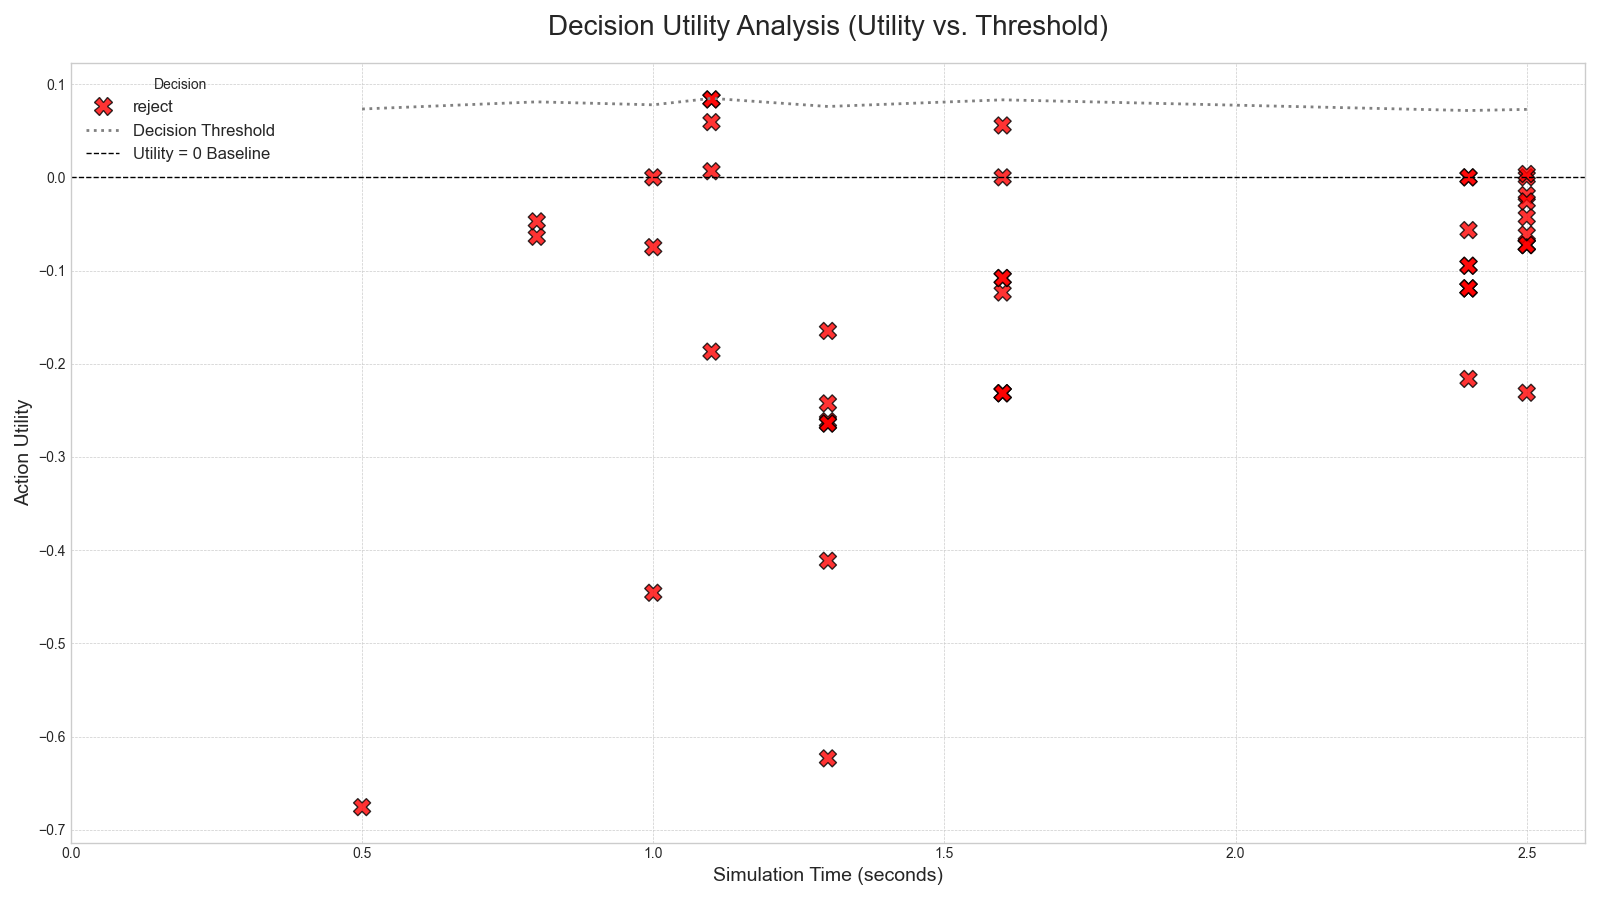 Decision Utility Analysis (Utility vs. Threshold)
Decision
reject
Decision Threshold
Utility = 0 Baseline
Action Utility
0.1
0.0
−0.1
−0.2
−0.3
−0.4
−0.5
−0.6
−0.7
0.0 0.5 1.0 1.5 2.0 2.5
Simulation Time (seconds)